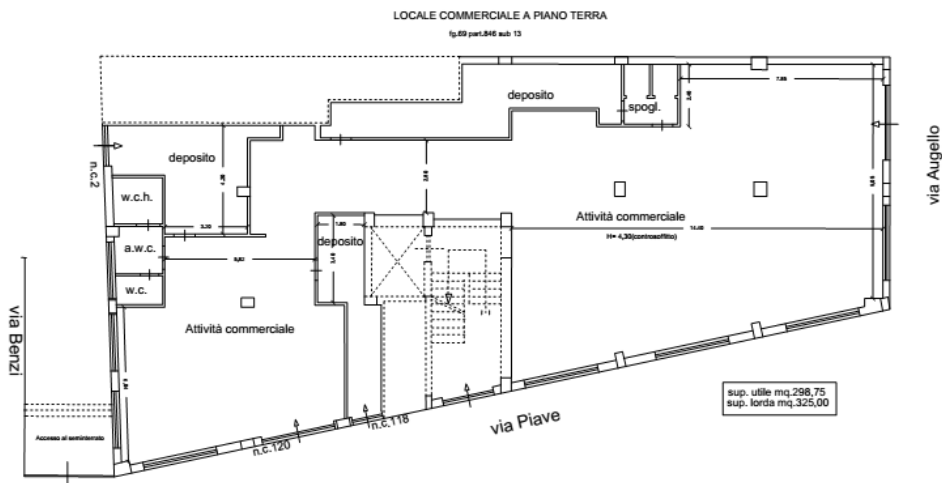 LOCALE COMMERCIALE A PIANO TERRA
fg.69 part.846 sub 13
deposito
spogl.
via Augello
n.c.2
deposito
w.c.h.
a.w.c.
w.c.
deposito
Attività commerciale
H= 4,30(controsoffitto)
14.40
via Benzi
Attività commerciale
Accesso al seminterrato
n.c.120
n.c.118
via Piave
sup. utile mq.298,75
sup. lorda mq.325,00